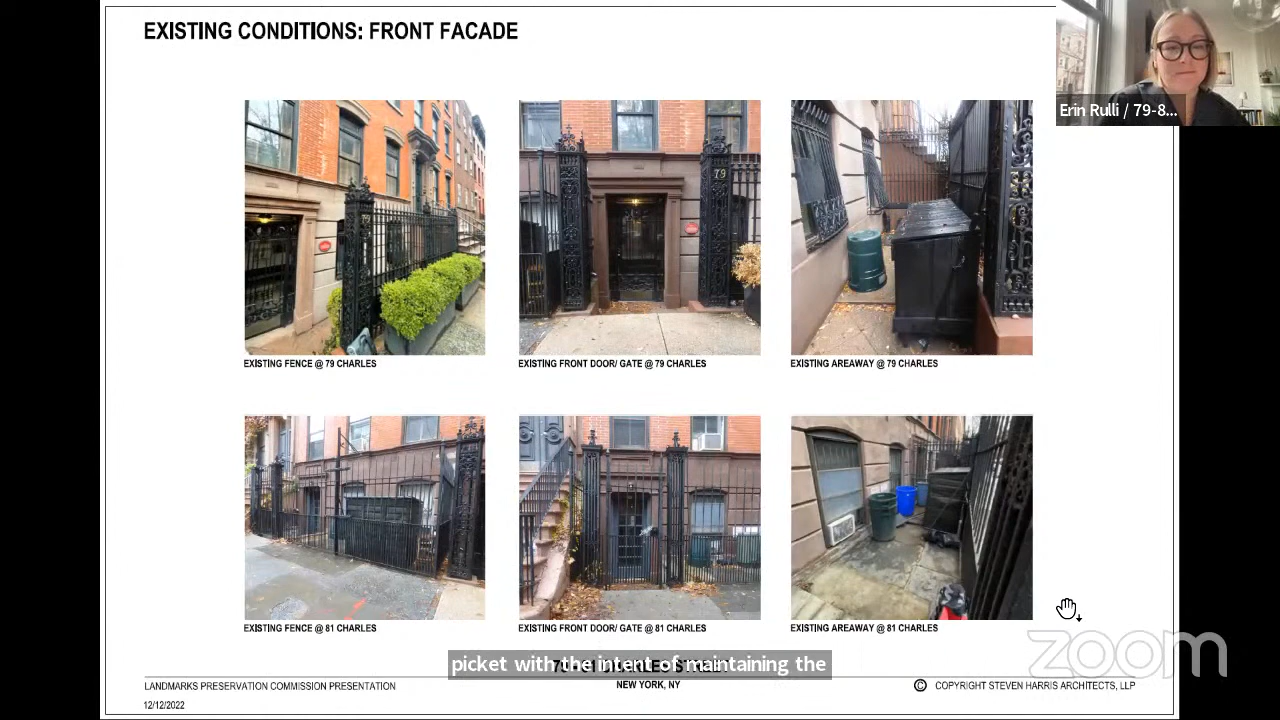 EXISTING CONDITIONS: FRONT FACADE
Erin Rulli / 79-8...
79
EXISTING FENCE @ 79 CHARLES
EXISTING FRONT DOOR/ GATE @ 79 CHARLES
EXISTING AREAWAY @ 79 CHARLES
EXISTING FENCE @ 81 CHARLES
EXISTING FRONT DOOR/ GATE @ 81 CHARLES
EXISTING AREAWAY @ 81 CHARLES
zoom
picket with the intent of maintaining the
LANDMARKS PRESERVATION COMMISSION PRESENTATION
NEW YORK, NY
© COPYRIGHT STEVEN HARRIS ARCHITECTS, LLP
12/12/2022